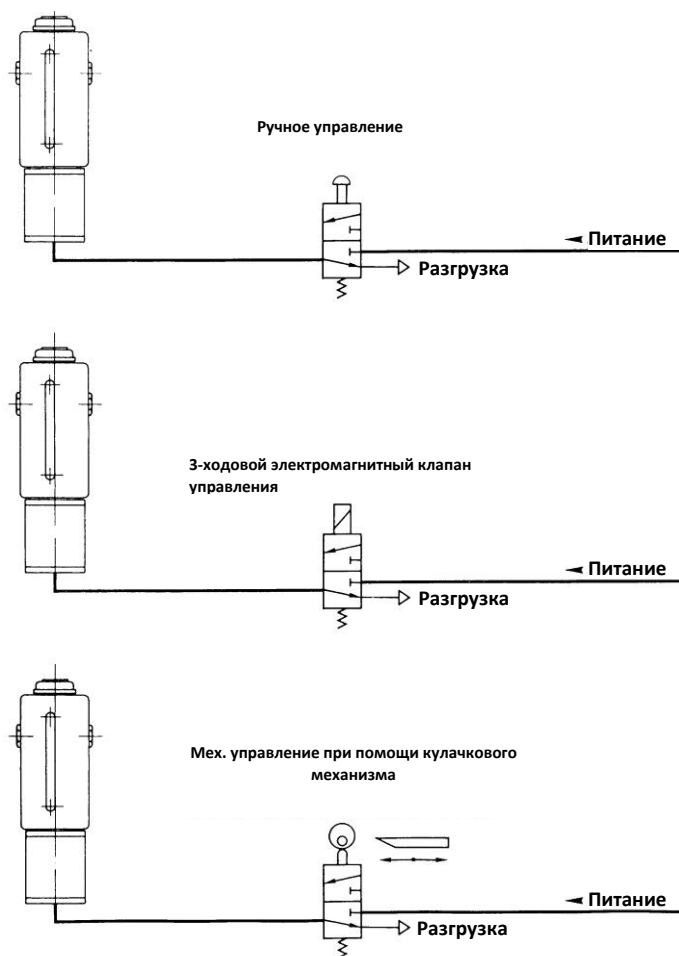 Ручное управление
Питание
Разгрузка
3-ходовой электромагнитный клапан
управления
Питание
Разгрузка
Мех. управление при помощи кулачкового
механизма
Питание
Разгрузка